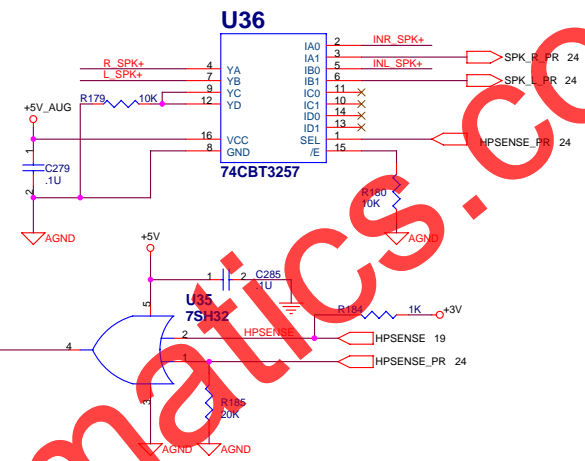 U36
R_SPK+ 4 YA IA0 2 INR_SPK+
L_SPK+ 7 YB IA1 3 SPK_R_PR 24
R179 10K 9 YC IB0 5 INL_SPK+
12 YD IB1 6 SPK_L_PR 24
IC0 11
IC1 10
ID0 14
ID1 13
+5V_AUG 16 VCC SEL 1 HPSENSE_PR 24
8 GND /E 15
74CBT3257
1 C279 .1U 2
R180 10K
AGND AGND
+5V
1 2 C285 .1U
U35
7SH32
5
R184 1K +3V
HPSENSE 2 HPSENSE 19
4
1 HPSENSE_PR 24
3
R185 20K
AGND AGND
matics.co